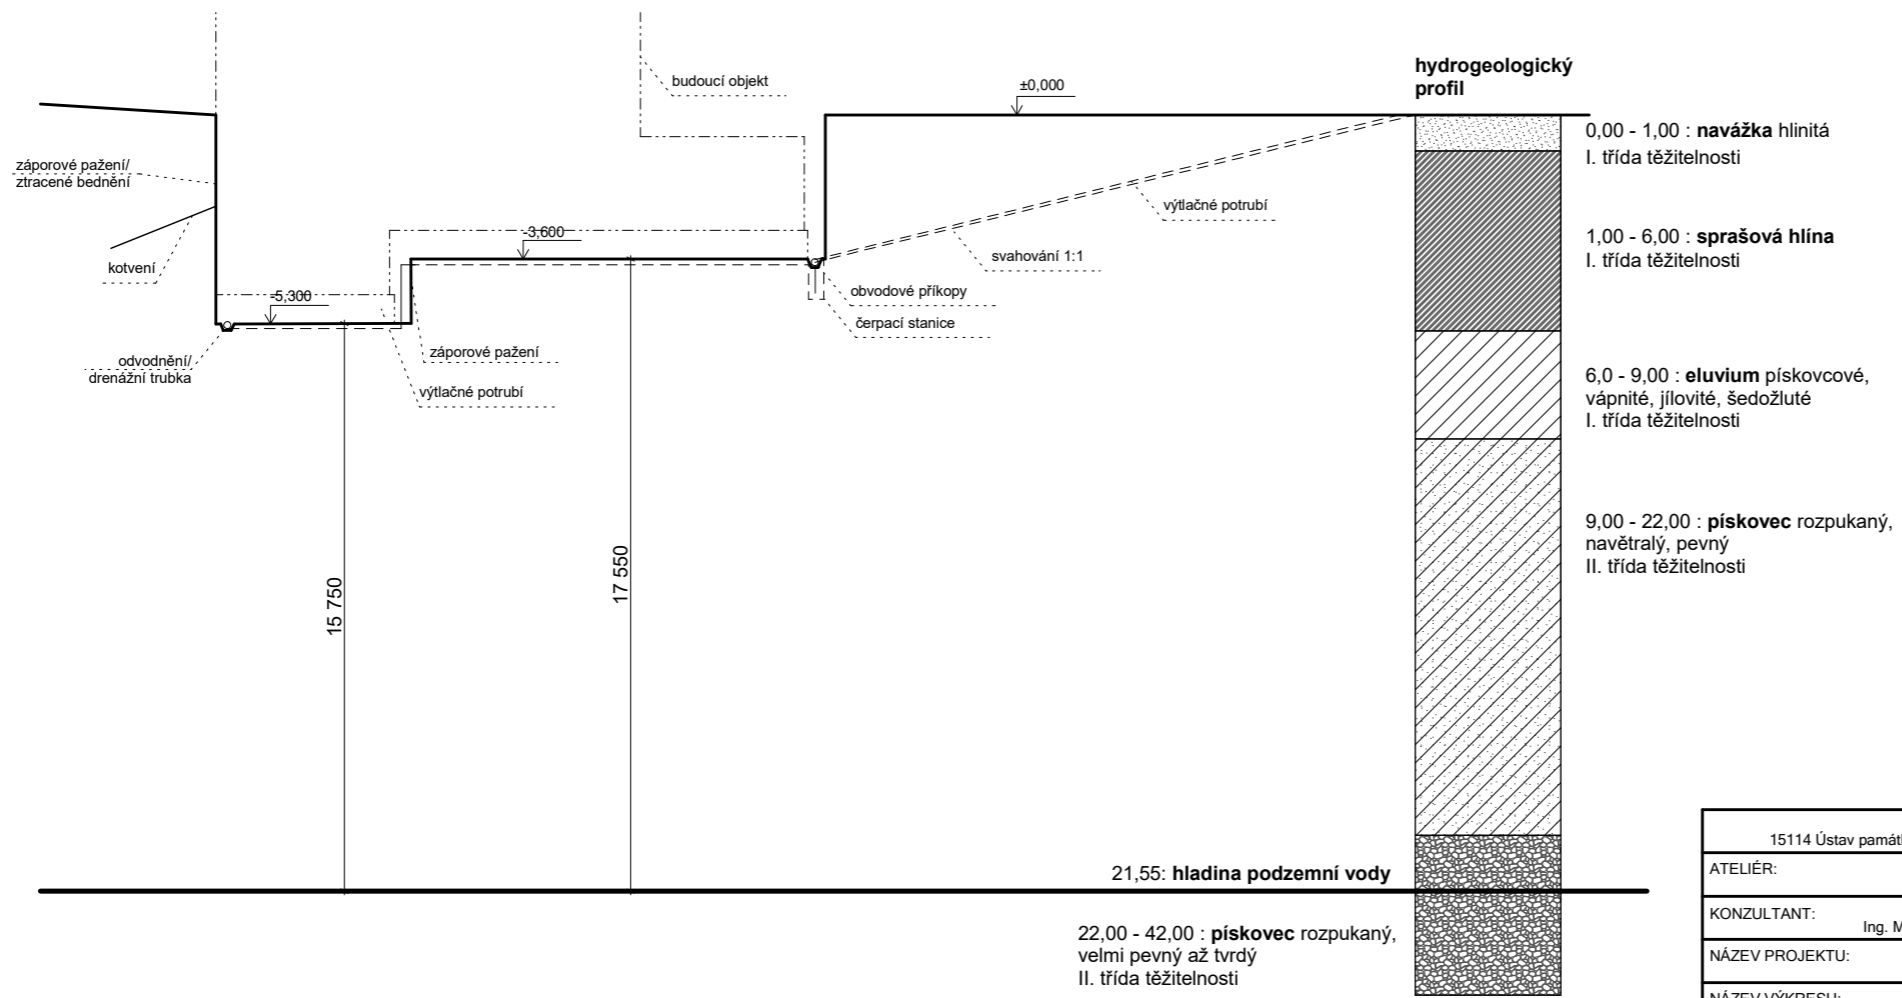 hydrogeologický
profil
budoucí objekt
±0,000
0,00 - 1,00 : navážka hlinitá
I. třída těžitelnosti
záporové pažení/
ztracené bednění
výtlačné potrubí
-3,600
1,00 - 6,00 : sprašová hlína
I. třída těžitelnosti
svahování 1:1
kotvení
-5,300
obvodové příkopy
čerpací stanice
odvodnění/
drenážní trubka
záporové pažení
výtlačné potrubí
6,0 - 9,00 : eluvium pískovcové,
vápnité, jílovité, šedožluté
I. třída těžitelnosti
9,00 - 22,00 : pískovec rozpukaný,
navětralý, pevný
II. třída těžitelnosti
15 750
17 550
21,55: hladina podzemní vody
22,00 - 42,00 : pískovec rozpukaný,
velmi pevný až tvrdý
II. třída těžitelnosti
15114 Ústav památ
ATELIÉR:
KONZULTANT:
Ing. M
NÁZEV PROJEKTU:
NÁZEV VÝKRESU: